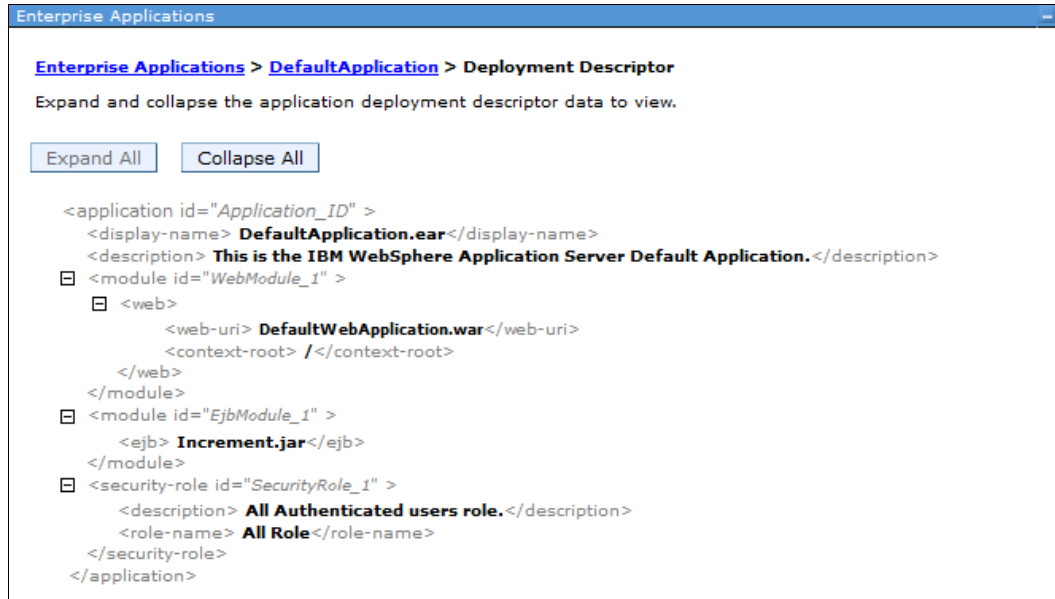 Enterprise Applications
Enterprise Applications > DefaultApplication > Deployment Descriptor
Expand and collapse the application deployment descriptor data to view.
Expand All Collapse All
<application id="Application_ID" >
<display-name> DefaultApplication.ear</display-name>
<description> This is the IBM WebSphere Application Server Default Application.</description>
<module id="WebModule_1" >
<web>
<web-uri> DefaultWebApplication.war</web-uri>
<context-root> /</context-root>
</web>
</module>
<module id="EjbModule_1" >
<ejb> Increment.jar</ejb>
</module>
<security-role id="SecurityRole_1" >
<description> All Authenticated users role.</description>
<role-name> All Role</role-name>
</security-role>
</application>